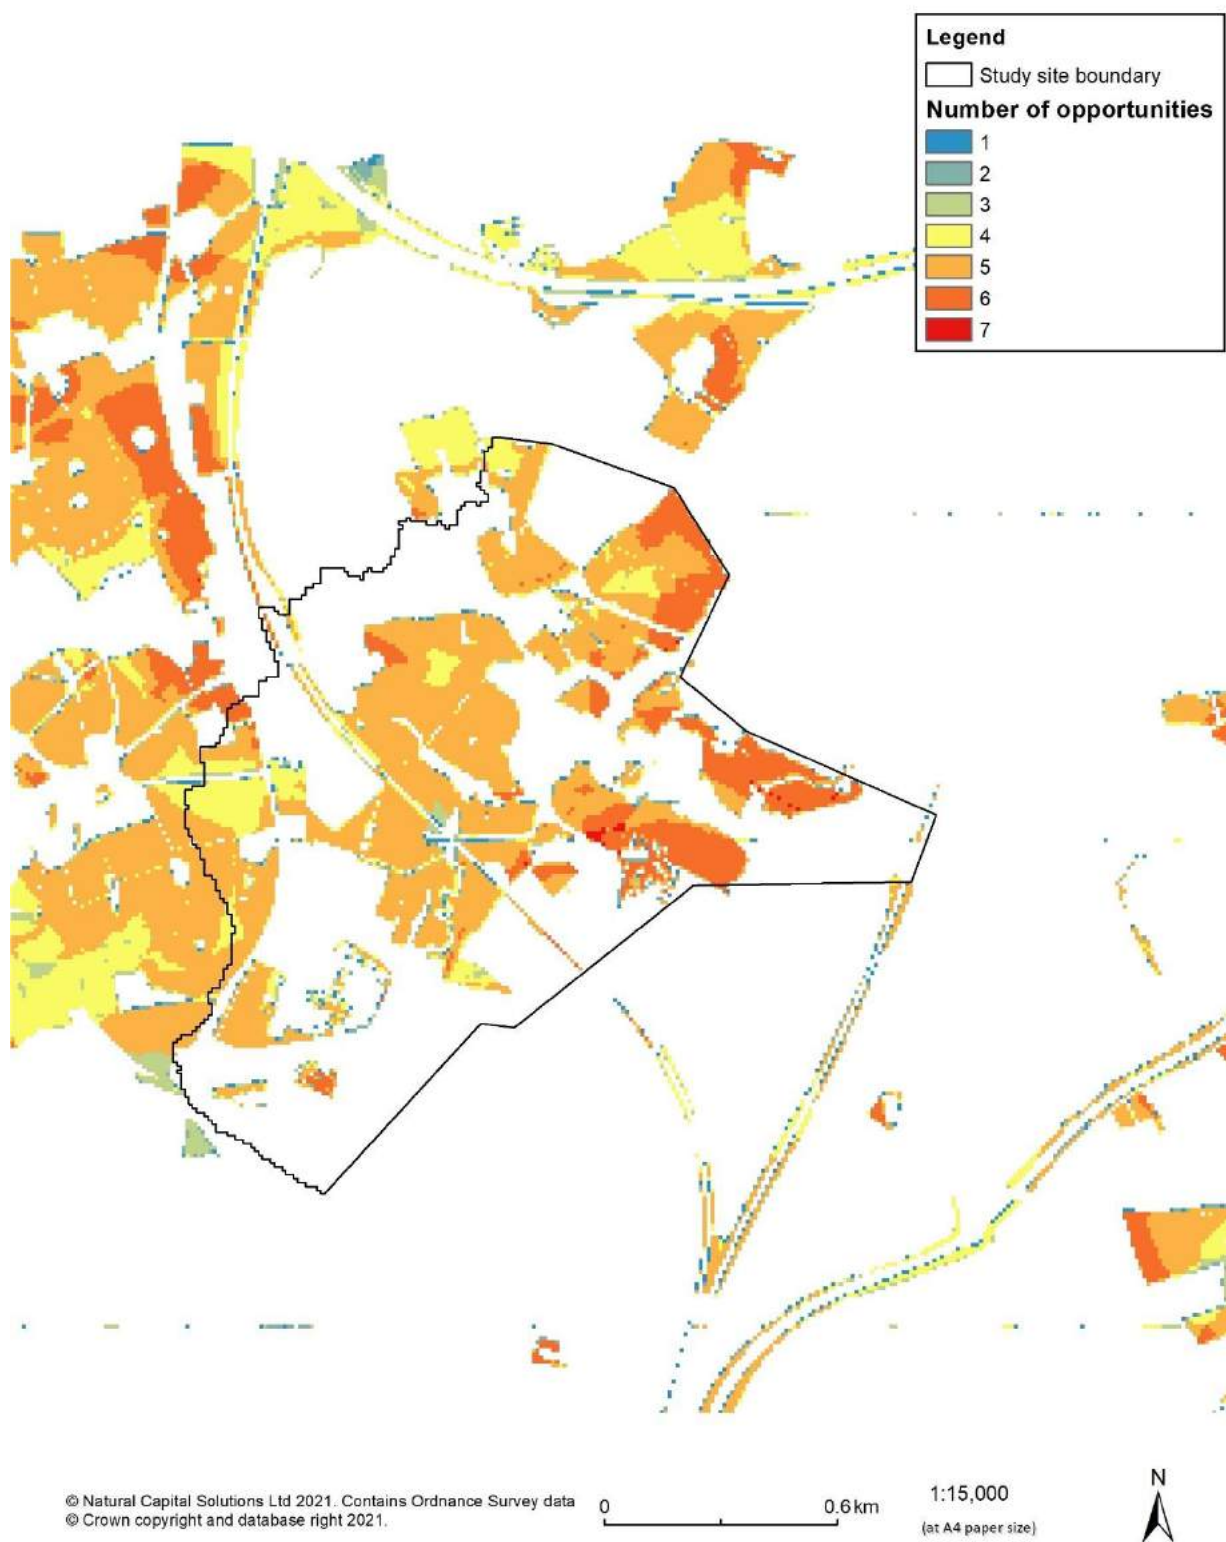 Legend
Study site boundary
Number of opportunities
1
2
3
4
5
6
7
© Natural Capital Solutions Ltd 2021. Contains Ordnance Survey data
© Crown copyright and database right 2021.
0 0.6 km
1:15,000
(at A4 paper size)
N